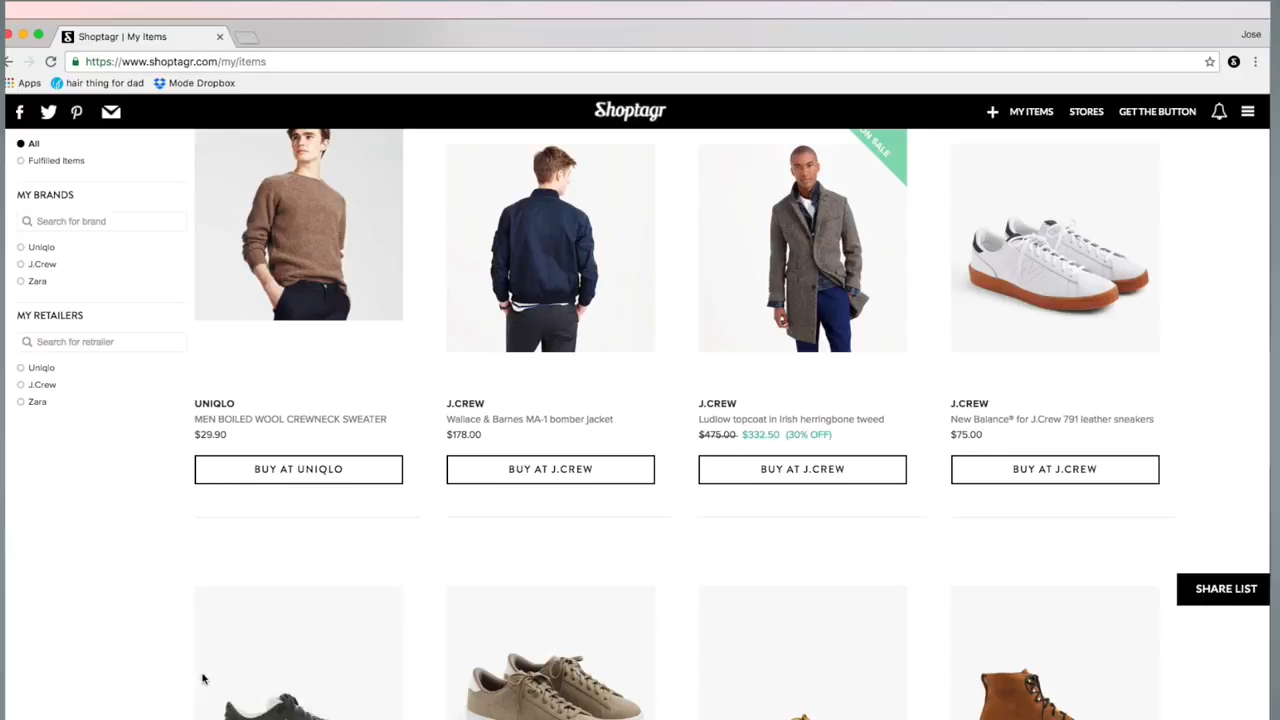 Shoptagr | My Items
Jose
https://www.shoptagr.com/my/items
Apps hair thing for dad Mode Dropbox
Shoptagr
MY ITEMS STORES GET THE BUTTON
All
Fulfilled Items
MY BRANDS
Search for brand
Uniqlo
J.Crew
Zara
MY RETAILERS
Search for retrailer
Uniqlo
J.Crew
Zara
ON SALE
UNIQLO
MEN BOILED WOOL CREWNECK SWEATER
$29.90
BUY AT UNIQLO
J.CREW
Wallace & Barnes MA-1 bomber jacket
$178.00
BUY AT J.CREW
J.CREW
Ludlow topcoat in Irish herringbone tweed
$475.00 $332.50 (30% OFF)
BUY AT J.CREW
J.CREW
New Balance® for J.Crew 791 leather sneakers
$75.00
BUY AT J.CREW
SHARE LIST